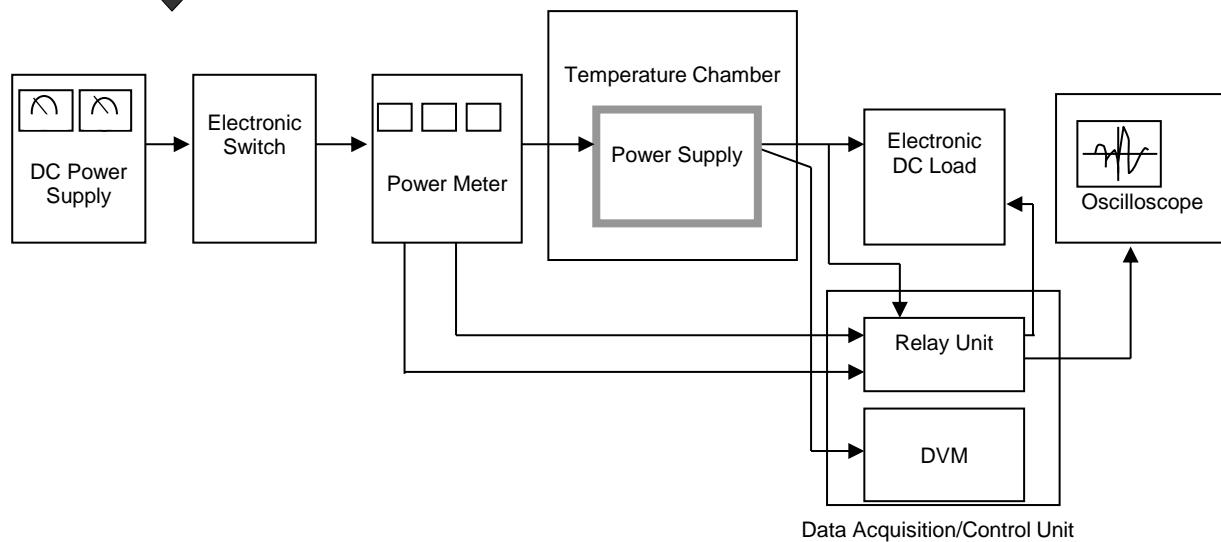 DC Power
Supply
Electronic
Switch
Power Meter
Temperature Chamber
Power Supply
Electronic
DC Load
Oscilloscope
Relay Unit
DVM
Data Acquisition/Control Unit